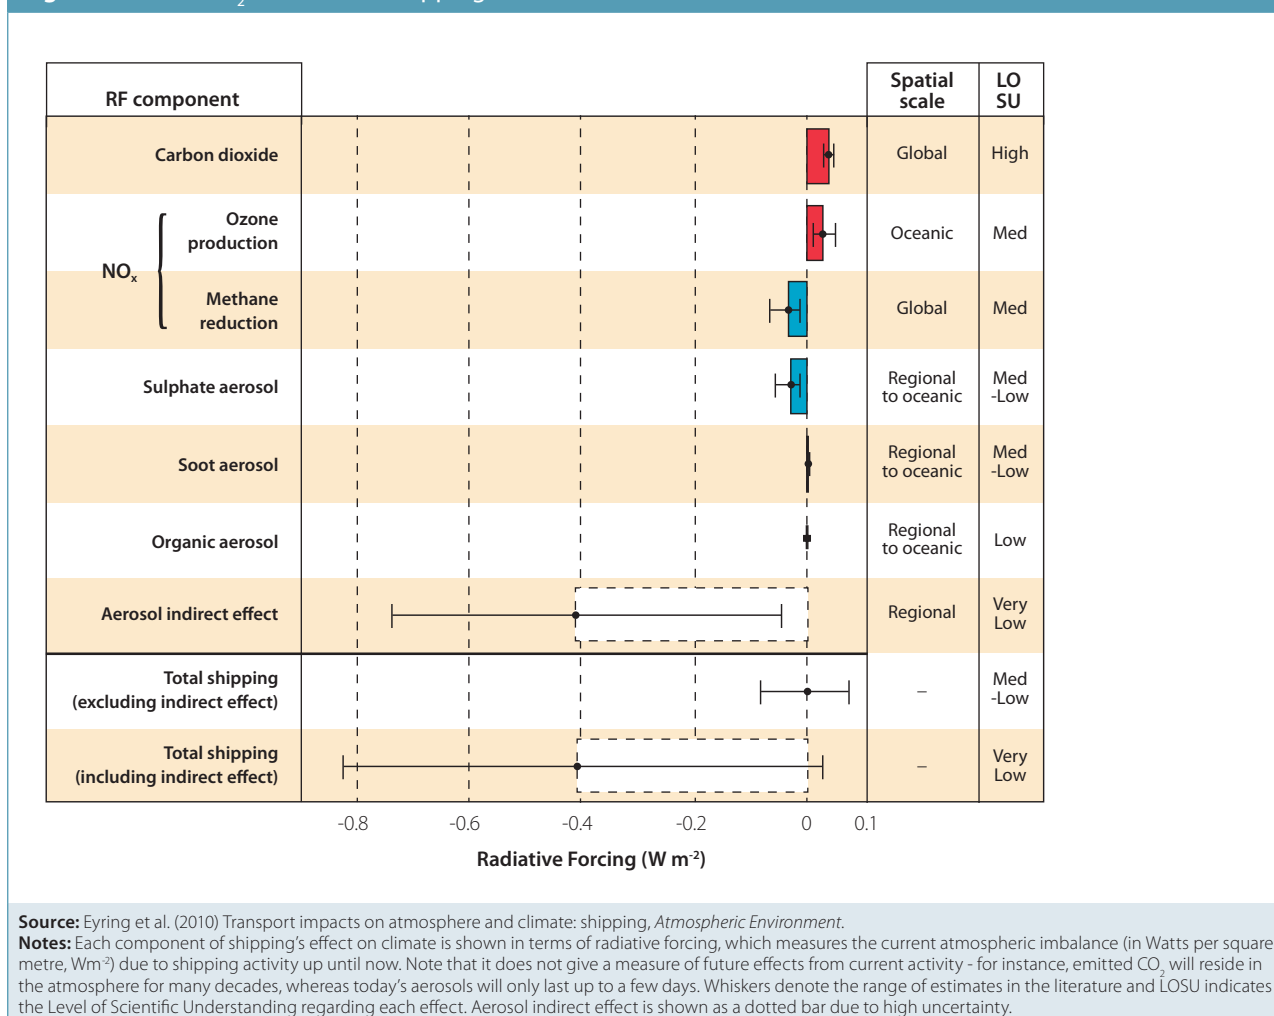 RF component
Spatial
scale
LO
SU
Carbon dioxide
Global
High
Ozone
production
Oceanic
Med
NOx
Methane
reduction
Global
Med
Sulphate aerosol
Regional
to oceanic
Med
-Low
Soot aerosol
Regional
to oceanic
Med
-Low
Organic aerosol
Regional
to oceanic
Low
Aerosol indirect effect
Regional
Very
Low
Total shipping
(excluding indirect effect)
–
Med
-Low
Total shipping
(including indirect effect)
–
Very
Low
-0.8 -0.6 -0.4 -0.2 0 0.1
Radiative Forcing (W m-2)
Source: Eyring et al. (2010) Transport impacts on atmosphere and climate: shipping, Atmospheric Environment.
Notes: Each component of shipping's effect on climate is shown in terms of radiative forcing, which measures the current atmospheric imbalance (in Watts per square
metre, Wm-2) due to shipping activity up until now. Note that it does not give a measure of future effects from current activity - for instance, emitted CO2 will reside in
the atmosphere for many decades, whereas today's aerosols will only last up to a few days. Whiskers denote the range of estimates in the literature and LOSU indicates
the Level of Scientific Understanding regarding each effect. Aerosol indirect effect is shown as a dotted bar due to high uncertainty.